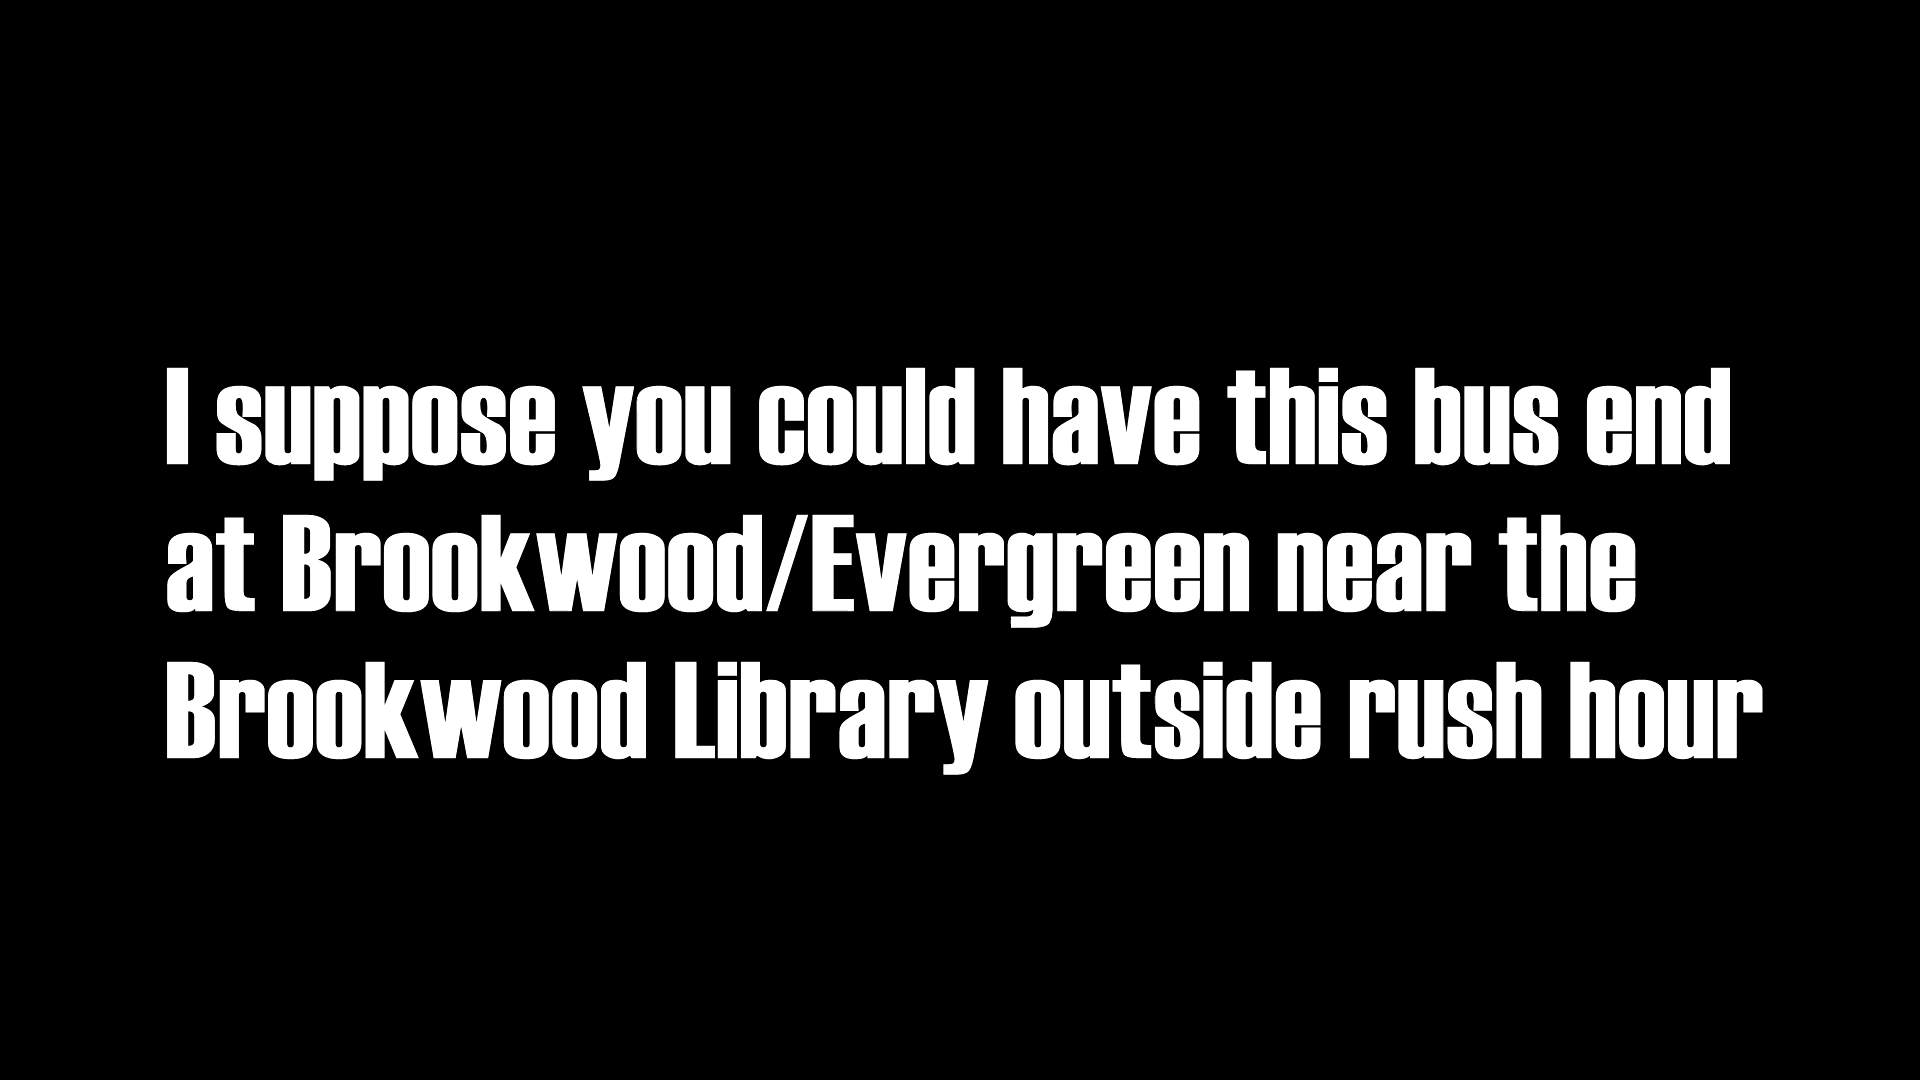 I suppose you could have this bus end
at Brookwood/Evergreen near the
Brookwood Library outside rush hour